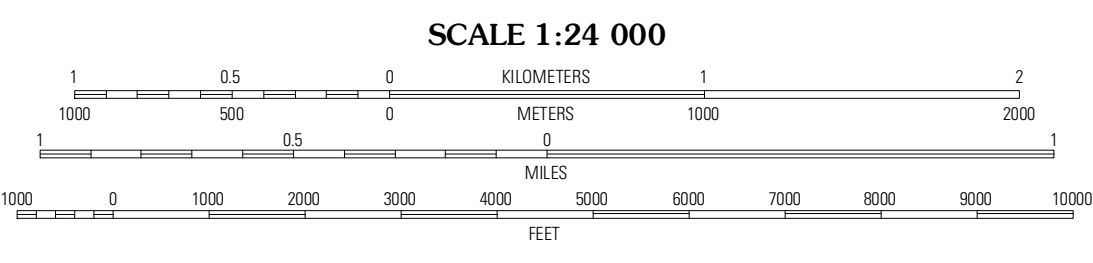 SCALE 1:24 000
1 0.5 0 KILOMETERS 1 2
1000 500 0 METERS 1000 2000
1 0.5 0 1
MILES
1000 0 1000 2000 3000 4000 5000 6000 7000 8000 9000 10000
FEET